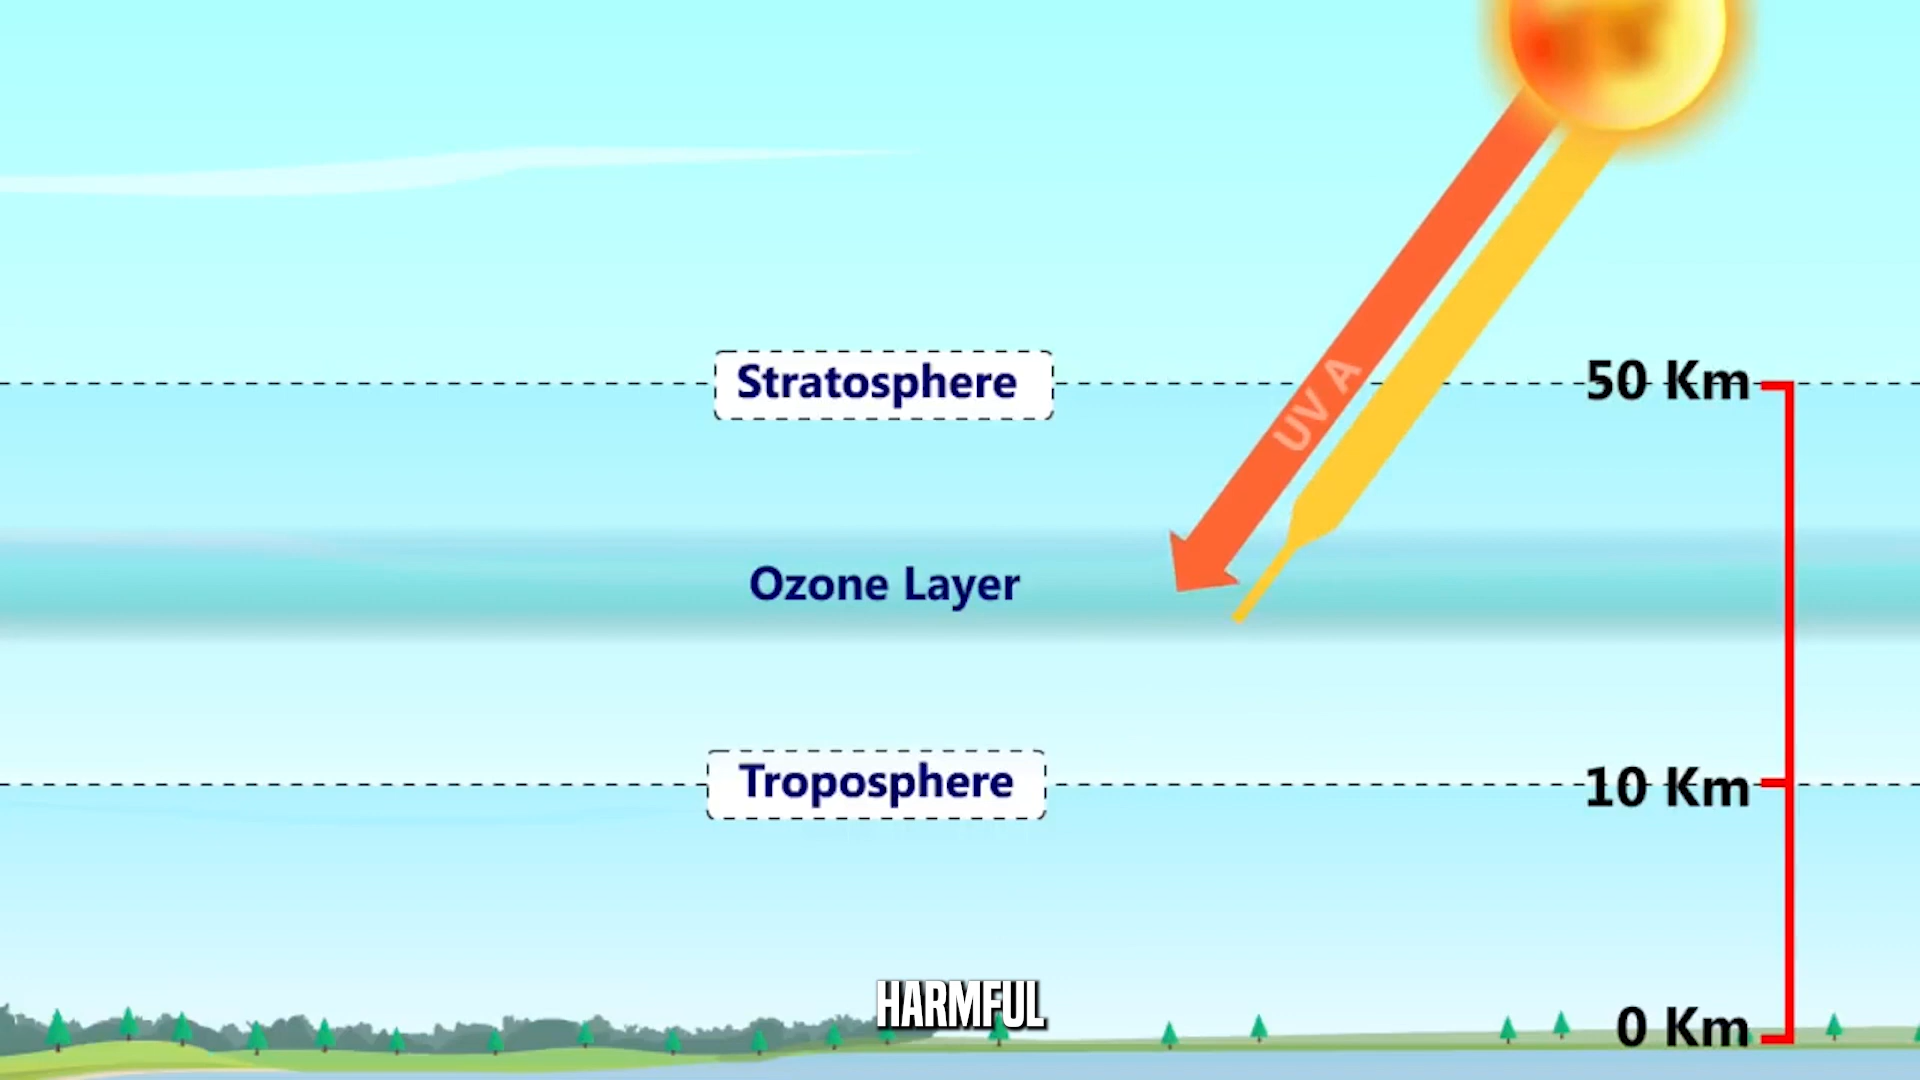 Stratosphere
50 Km
UV A
Ozone Layer
Troposphere
10 Km
HARMFUL
0 Km